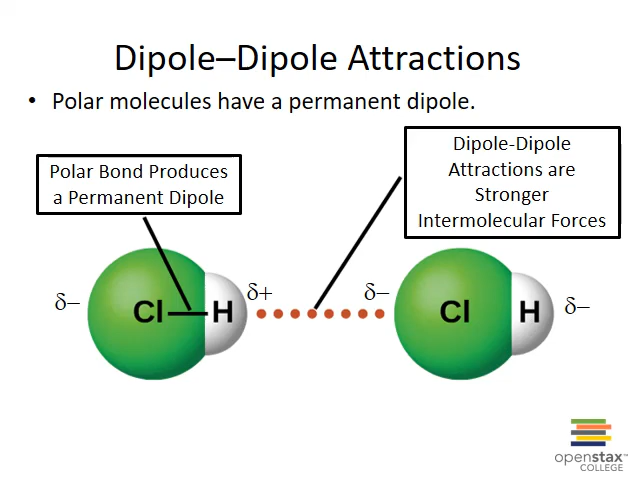 Dipole–Dipole Attractions
• Polar molecules have a permanent dipole.
Polar Bond Produces
a Permanent Dipole
Dipole-Dipole
Attractions are
Stronger
Intermolecular Forces
δ–
Cl
H
δ+
δ–
Cl
H
δ–
openstax™
COLLEGE